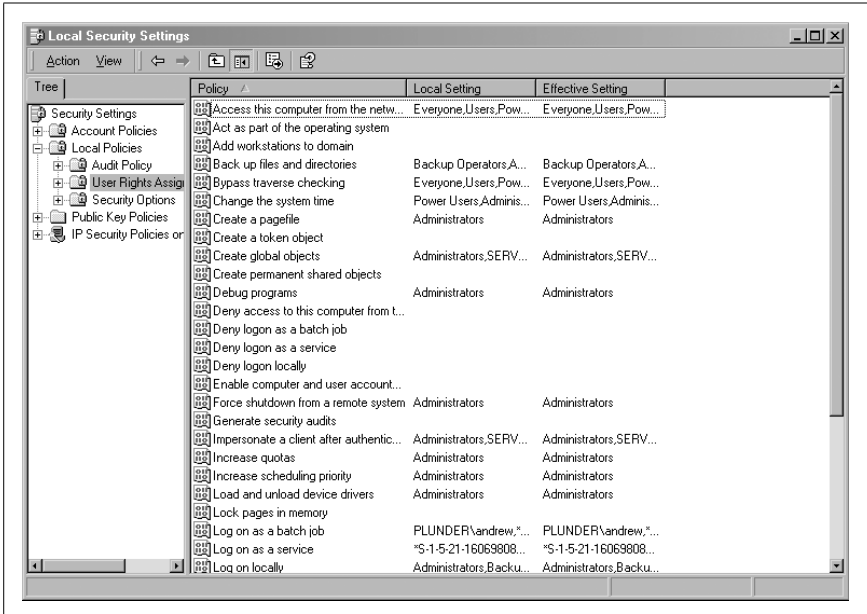 Local Security Settings
Action View
Tree
Security Settings
Account Policies
Local Policies
Audit Policy
User Rights Assig
Security Options
Public Key Policies
IP Security Policies or
Policy Local Setting Effective Setting
Access this computer from the netw... Everyone,Users,Pow... Everyone,Users,Pow...
Act as part of the operating system
Add workstations to domain
Back up files and directories Backup Operators,A... Backup Operators,A...
Bypass traverse checking Everyone,Users,Pow... Everyone,Users,Pow...
Change the system time Power Users,Adminis... Power Users,Adminis...
Create a pagefile Administrators Administrators
Create a token object
Create global objects Administrators,SERV... Administrators,SERV...
Create permanent shared objects
Debug programs Administrators Administrators
Deny access to this computer from t...
Deny logon as a batch job
Deny logon as a service
Deny logon locally
Enable computer and user account...
Force shutdown from a remote system Administrators Administrators
Generate security audits
Impersonate a client after authentic... Administrators,SERV... Administrators,SERV...
Increase quotas Administrators Administrators
Increase scheduling priority Administrators Administrators
Load and unload device drivers Administrators Administrators
Lock pages in memory
Log on as a batch job PLUNDER\andrew,*... PLUNDER\andrew,*...
Log on as a service *S-1-5-21-16069808... *S-1-5-21-16069808...
Log on locally Administrators,Backu... Administrators,Backu...